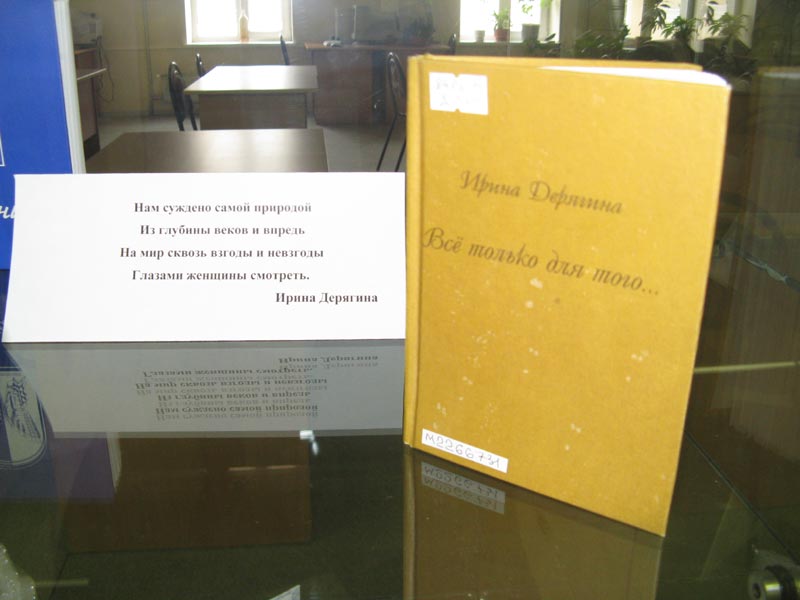 Нам суждено самой природой
Из глубины веков и впредь
На мир сквозь взгоды и невзгоды
Глазами женщины смотреть.
Ирина Дерягина
Ирина Дерягина
Всё только для того...
М2266731